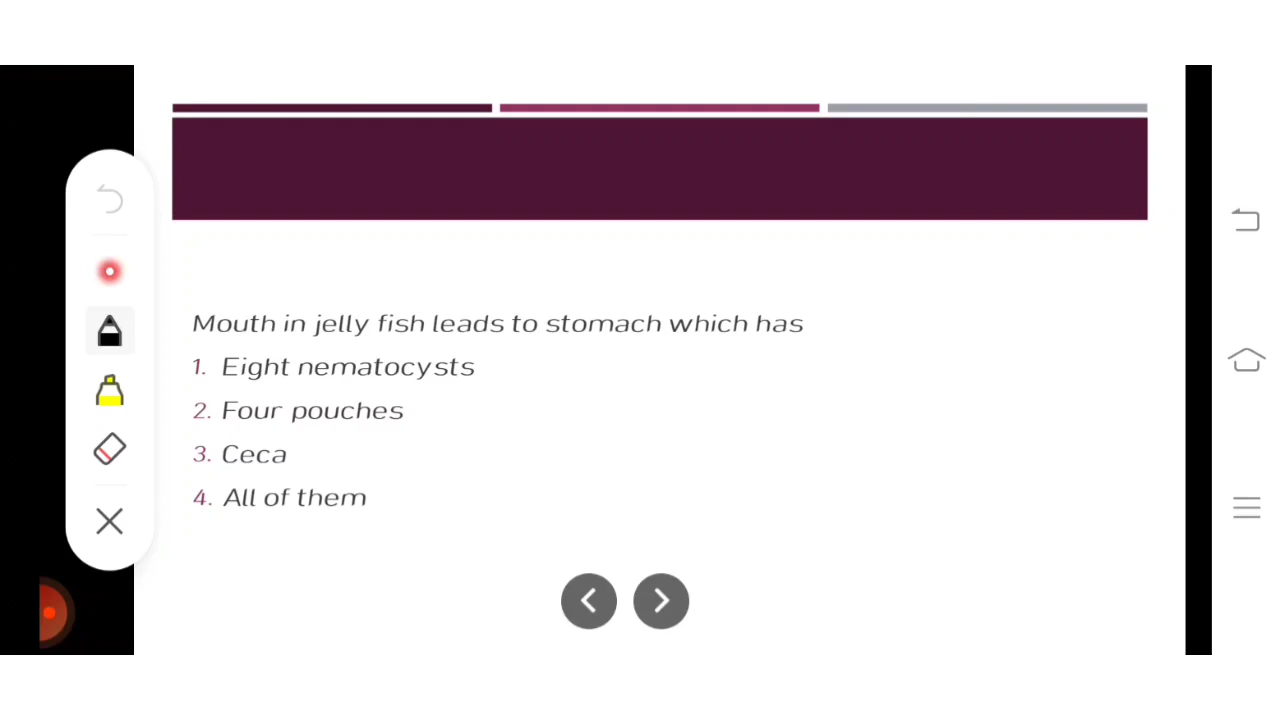 Mouth in jelly fish leads to stomach which has
1. Eight nematocysts
2. Four pouches
3. Ceca
4. All of them